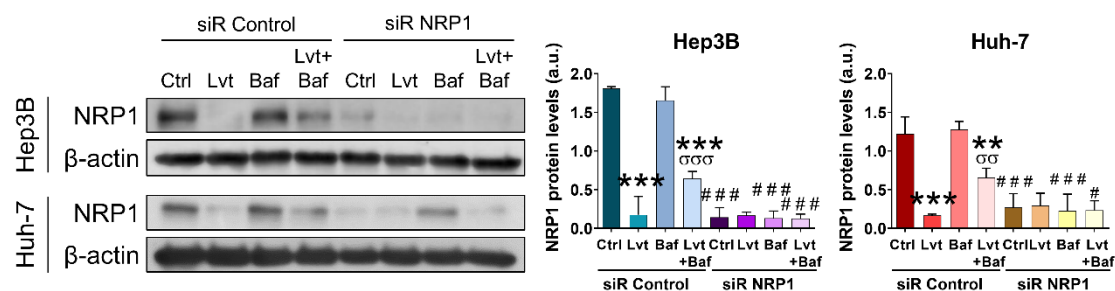 siR Control siR NRP1
Ctrl Lvt Baf Lvt+ Baf Ctrl Lvt Baf Lvt+ Baf
Hep3B
NRP1
β-actin
Huh-7
NRP1
β-actin
Hep3B
NRP1 protein levels (a.u.)
2.0
1.5
1.0
0.5
0.0
***
***
σσσ
###
###
###
Ctrl Lvt Baf Lvt Ctrl Lvt Baf Lvt
+Baf +Baf
siR Control siR NRP1
Huh-7
NRP1 protein levels (a.u.)
2.0
1.5
1.0
0.5
0.0
***
**
σσ
###
###
#
Ctrl Lvt Baf Lvt Ctrl Lvt Baf Lvt
+Baf +Baf
siR Control siR NRP1